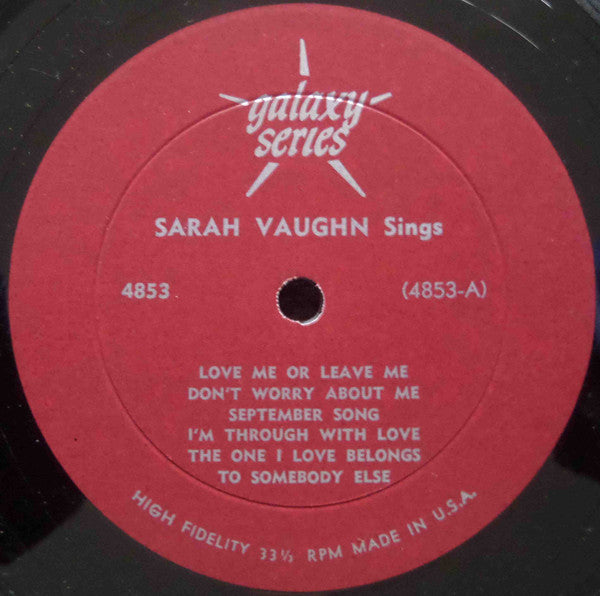 galaxy
series
SARAH VAUGHN Sings
4853 (4853-A)
LOVE ME OR LEAVE ME
DON'T WORRY ABOUT ME
SEPTEMBER SONG
I'M THROUGH WITH LOVE
THE ONE I LOVE BELONGS
TO SOMEBODY ELSE
HIGH FIDELITY 33⅓ RPM MADE IN U.S.A.